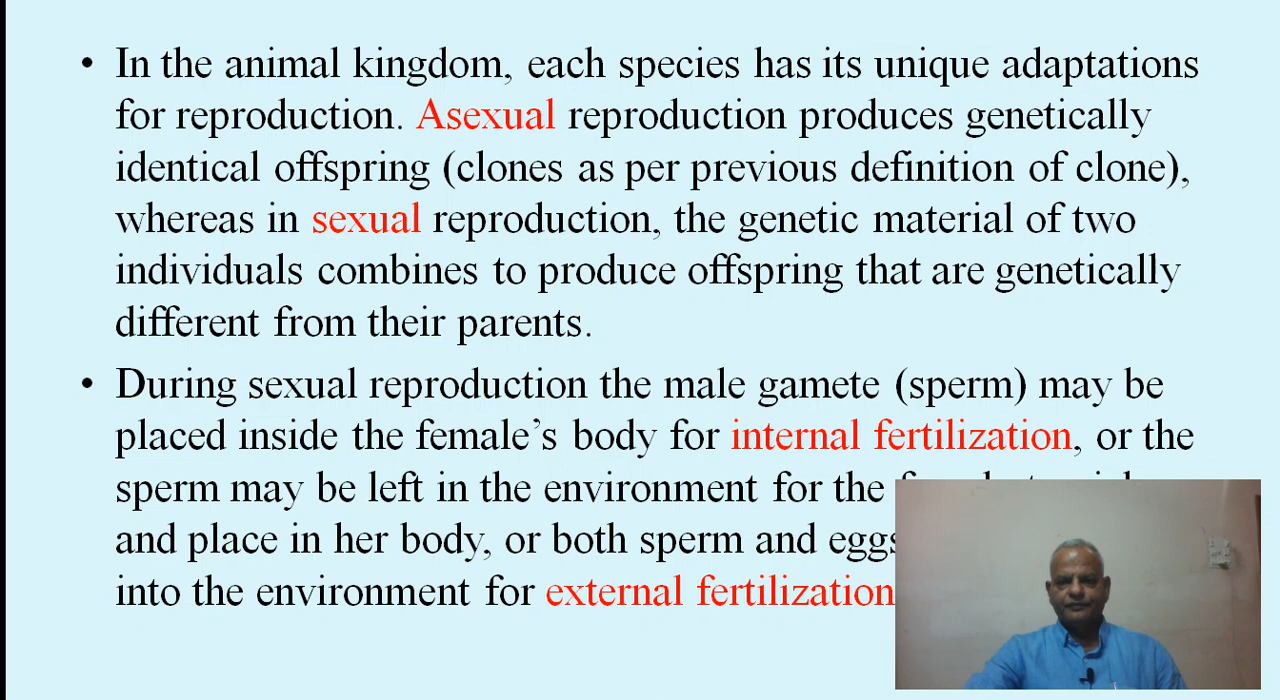 • In the animal kingdom, each species has its unique adaptations
for reproduction. Asexual reproduction produces genetically
identical offspring (clones as per previous definition of clone),
whereas in sexual reproduction, the genetic material of two
individuals combines to produce offspring that are genetically
different from their parents.
• During sexual reproduction the male gamete (sperm) may be
placed inside the female’s body for internal fertilization, or the
sperm may be left in the environment for the
and place in her body, or both sperm and eggs
into the environment for external fertilization